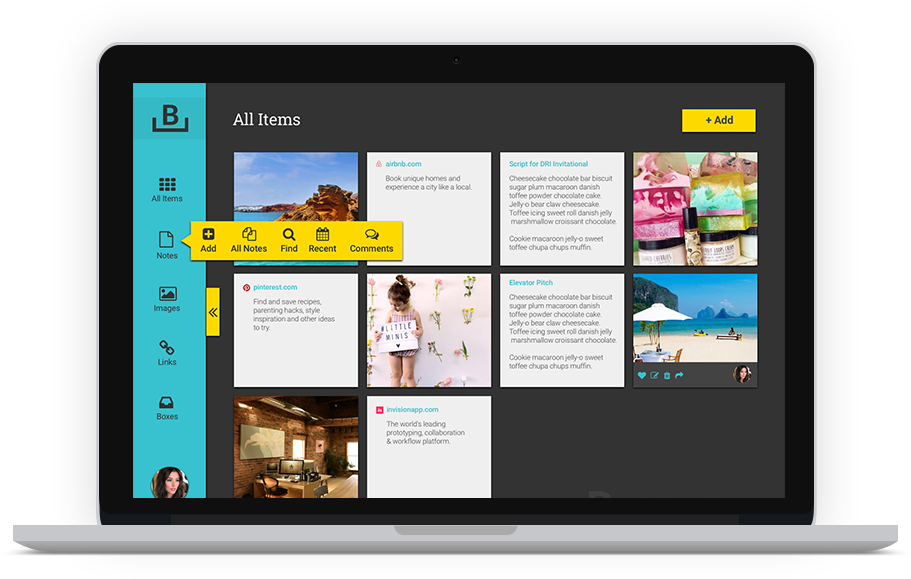 B
All Items
+ Add
All Items
Notes
Images
Links
Boxes
Add
All Notes
Find
Recent
Comments
airbnb.com
Book unique homes and
experience a city like a local.
Script for DRI Invitational
Cheesecake chocolate bar biscuit
sugar plum macaroon danish
toffee powder chocolate cake.
Jelly-o bear claw cheesecake.
Toffee icing sweet roll danish jelly
marshmallow croissant chocolate.
Cookie macaroon jelly-o sweet
toffee chupa chups muffin.
pinterest.com
Find and save recipes,
parenting hacks, style
inspiration and other ideas
to try.
#LITTLE
MINIS
Elevator Pitch
Cheesecake chocolate bar biscuit
sugar plum macaroon danish
toffee powder chocolate cake.
Jelly-o bear claw cheesecake.
Toffee icing sweet roll danish jelly
marshmallow croissant chocolate.
Cookie macaroon jelly-o sweet
toffee chupa chups muffin.
in
invisionapp.com
The world's leading
prototyping, collaboration
& workflow platform.